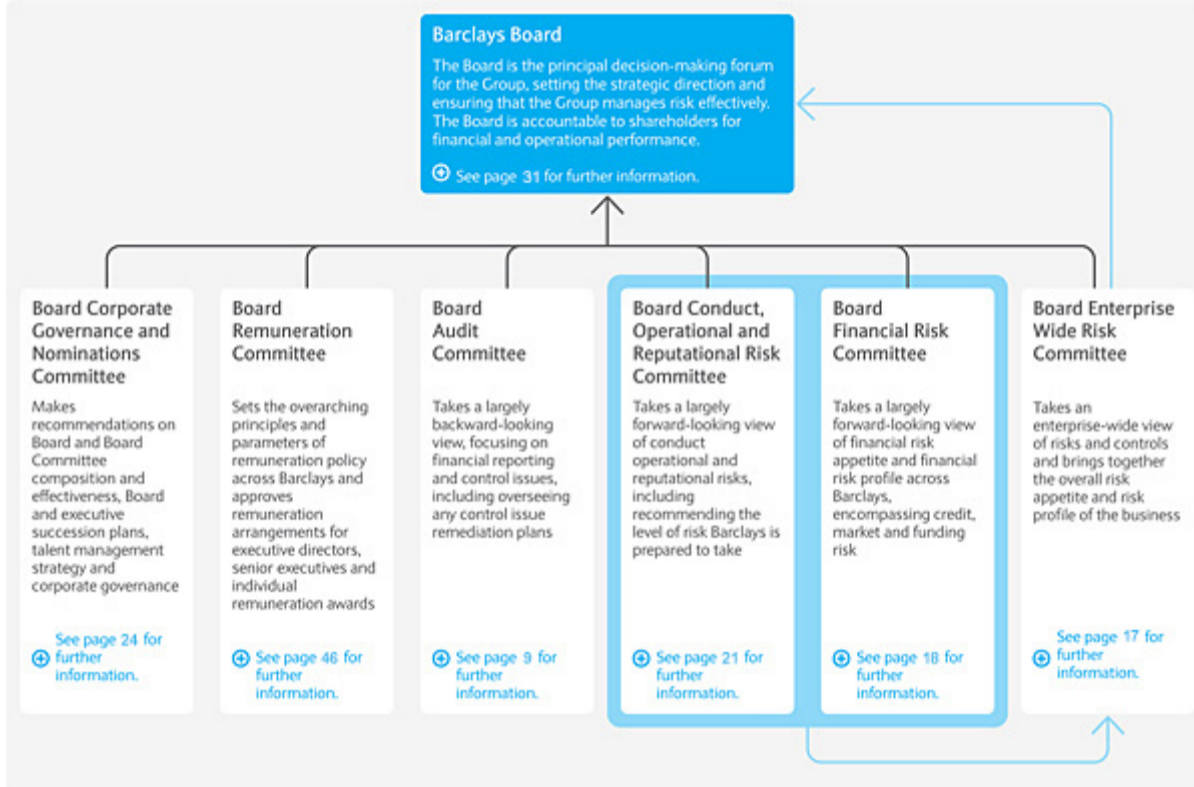 Barclays Board
The Board is the principal decision-making forum
for the Group, setting the strategic direction and
ensuring that the Group manages risk effectively.
The Board is accountable to shareholders for
financial and operational performance.
See page 31 for further information.
Board Corporate
Governance and
Nominations
Committee
Makes
recommendations on
Board and Board
Committee
composition and
effectiveness, Board
and executive
succession plans,
talent management
strategy and
corporate governance
See page 24 for
further
information.
Board
Remuneration
Committee
Sets the overarching
principles and
parameters of
remuneration policy
across Barclays and
approves
remuneration
arrangements for
executive directors,
senior executives and
individual
remuneration awards
See page 46 for
further
information.
Board
Audit
Committee
Takes a largely
backward-looking
view, focusing on
financial reporting
and control issues,
including overseeing
any control issue
remediation plans
See page 9 for
further
information.
Board Conduct,
Operational and
Reputational Risk
Committee
Takes a largely
forward-looking view
of conduct
operational and
reputational risks,
including
recommending the
level of risk Barclays is
prepared to take
See page 21 for
further
information.
Board
Financial Risk
Committee
Takes a largely
forward-looking view
of financial risk
appetite and financial
risk profile across
Barclays,
encompassing credit,
market and funding
risk
See page 18 for
further
information.
Board Enterprise
Wide Risk
Committee
Takes an
enterprise-wide view
of risks and controls
and brings together
the overall risk
appetite and risk
profile of the business
See page 17 for
further
information.